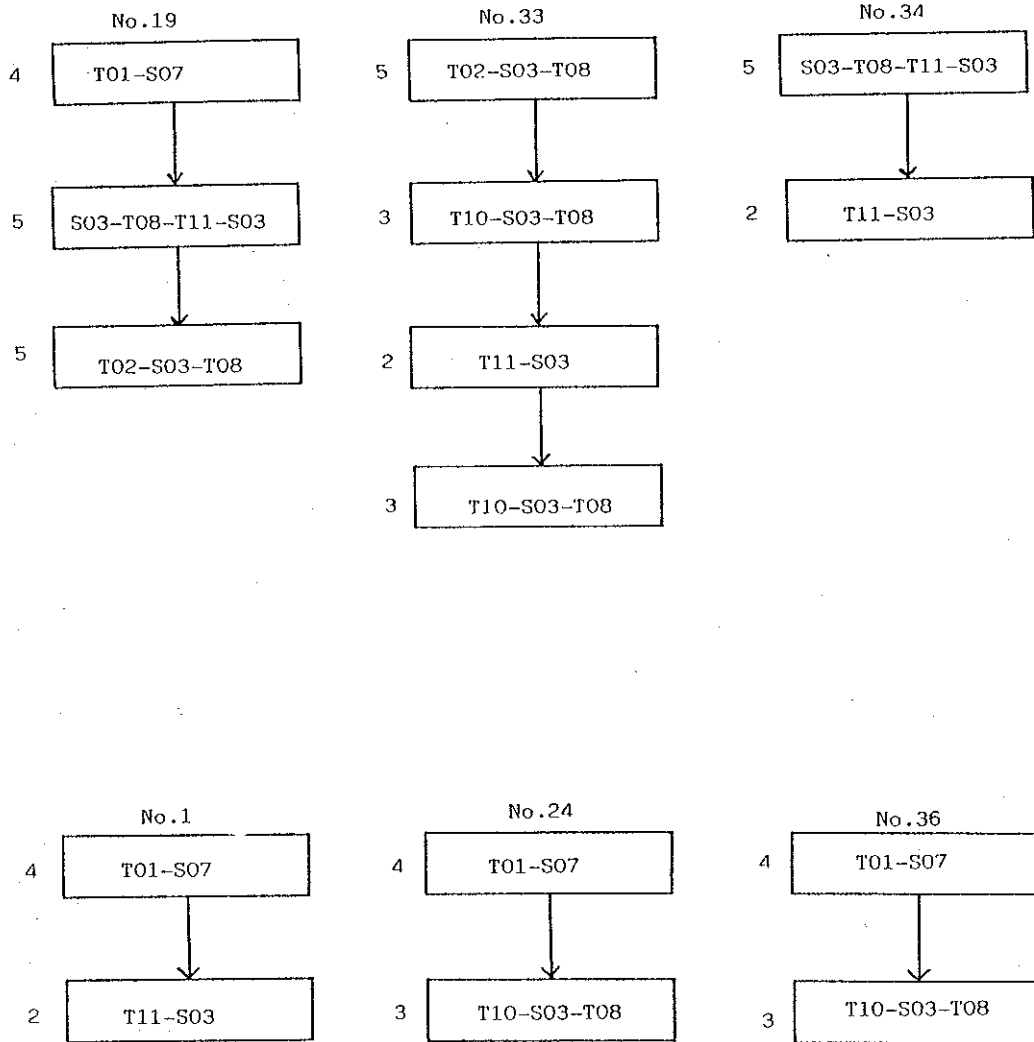 No.19
4 T01-S07
5 S03-T08-T11-S03
5 T02-S03-T08
No.33
5 T02-S03-T08
3 T10-S03-T08
2 T11-S03
3 T10-S03-T08
No.34
5 S03-T08-T11-S03
2 T11-S03
No.1
4 T01-S07
2 T11-S03
No.24
4 T01-S07
3 T10-S03-T08
No.36
4 T01-S07
3 T10-S03-T08